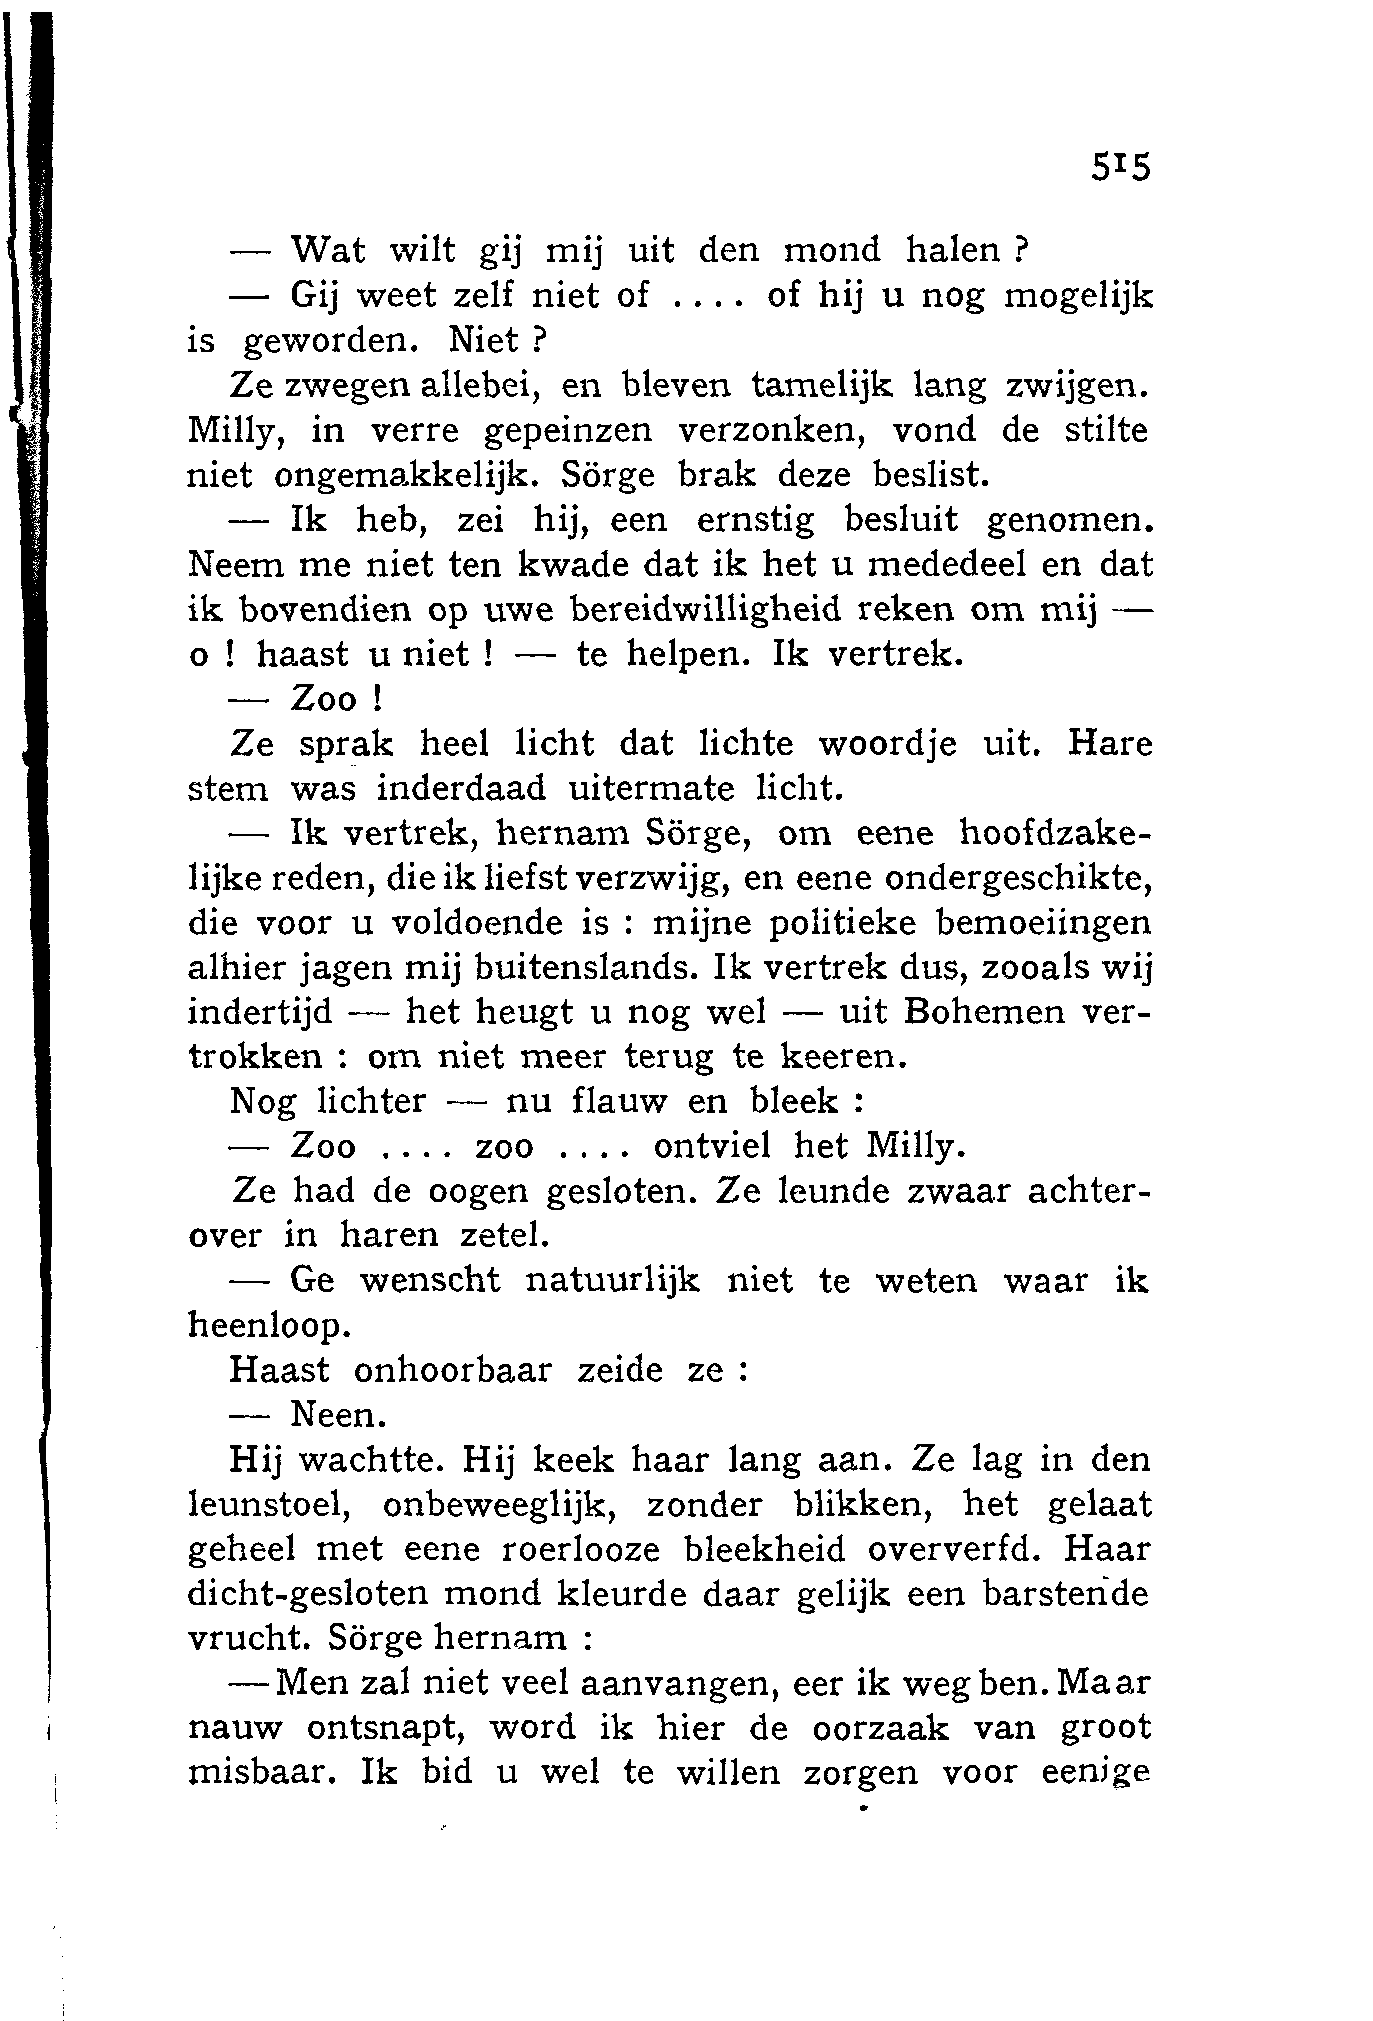 515
— Wat wilt gij mij uit den mond halen ?
— Gij weet zelf niet of .... of hij u nog mogelijk
is geworden. Niet ?
Ze zwegen allebei, en bleven tamelijk lang zwijgen.
Milly, in verre gepeinzen verzonken, vond de stilte
niet ongemakkelijk. Sörge brak deze beslist.
— Ik heb, zei hij, een ernstig besluit genomen.
Neem me niet ten kwade dat ik het u mededeel en dat
ik bovendien op uwe bereidwilligheid reken om mij —
o ! haast u niet ! — te helpen. Ik vertrek.
— Zoo !
Ze sprak heel licht dat lichte woordje uit. Hare
stem was inderdaad uitermate licht.
— Ik vertrek, hernam Sörge, om eene hoofdzake-
lijke reden, die ik liefst verzwijg, en eene ondergeschikte,
die voor u voldoende is : mijne politieke bemoeiingen
alhier jagen mij buitenslands. Ik vertrek dus, zooals wij
indertijd — het heugt u nog wel — uit Bohemen ver-
trokken : om niet meer terug te keeren.
Nog lichter — nu flauw en bleek :
— Zoo .... zoo .... ontviel het Milly.
Ze had de oogen gesloten. Ze leunde zwaar achter-
over in haren zetel.
— Ge wenscht natuurlijk niet te weten waar ik
heenloop.
Haast onhoorbaar zeide ze :
— Neen.
Hij wachtte. Hij keek haar lang aan. Ze lag in den
leunstoel, onbeweeglijk, zonder blikken, het gelaat
geheel met eene roerlooze bleekheid oververfd. Haar
dicht-gesloten mond kleurde daar gelijk een barstende
vrucht. Sörge hernam :
— Men zal niet veel aanvangen, eer ik weg ben. Maar
nauw ontsnapt, word ik hier de oorzaak van groot
misbaar. Ik bid u wel te willen zorgen voor eenige